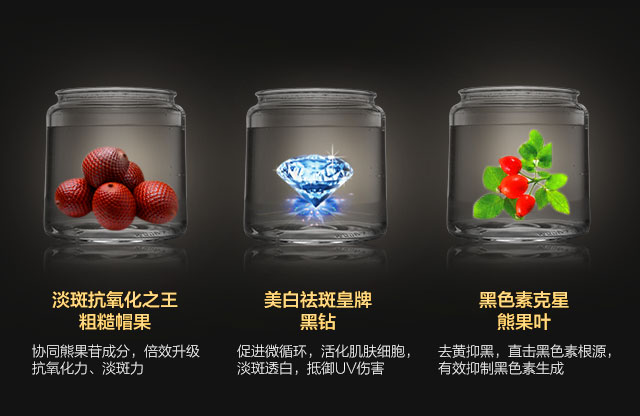 淡斑抗氧化之王
粗糙帽果
协同熊果苷成分，倍效升级
抗氧化力、淡斑力
美白祛斑皇牌
黑钻
促进微循环，活化肌肤细胞，
淡斑透白，抵御UV伤害
黑色素克星
熊果叶
去黄抑黑，直击黑色素根源，
有效抑制黑色素生成